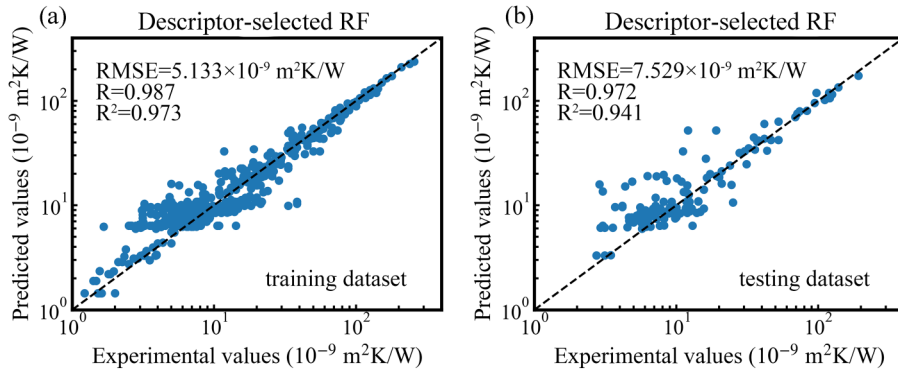 (a)
Descriptor-selected RF
Predicted values (10⁻⁹ m²K/W)
10²
10¹
10⁰
RMSE=5.133×10⁻⁹ m²K/W
R=0.987
R²=0.973
training dataset
10⁰
10¹
10²
Experimental values (10⁻⁹ m²K/W)
(b)
Descriptor-selected RF
Predicted values (10⁻⁹ m²K/W)
10²
10¹
10⁰
RMSE=7.529×10⁻⁹ m²K/W
R=0.972
R²=0.941
testing dataset
10⁰
10¹
10²
Experimental values (10⁻⁹ m²K/W)